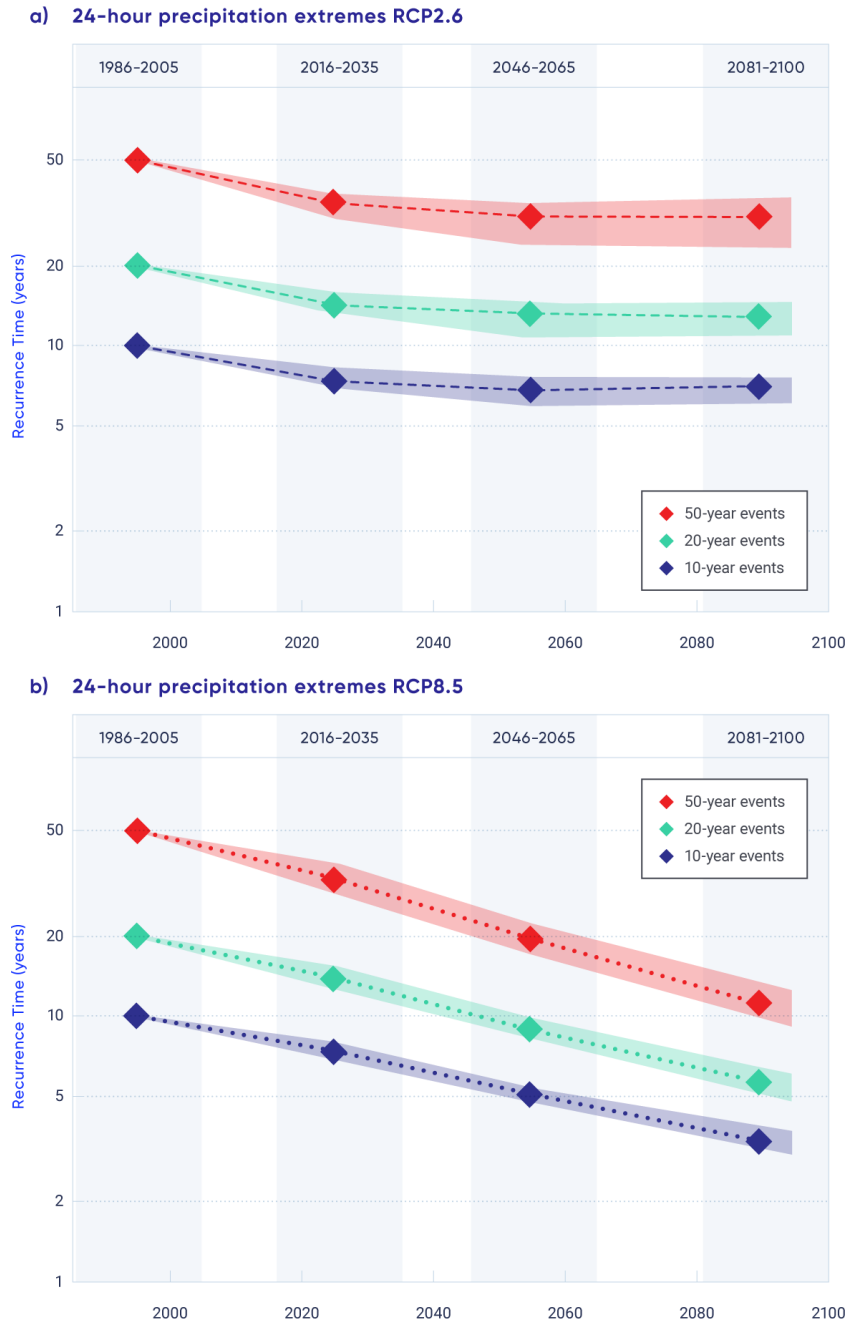 a) 24-hour precipitation extremes RCP2.6
1986-2005 2016-2035 2046-2065 2081-2100
50
20
10
5
2
1
Recurrence Time (years)
50-year events
20-year events
10-year events
2000 2020 2040 2060 2080 2100
b) 24-hour precipitation extremes RCP8.5
1986-2005 2016-2035 2046-2065 2081-2100
50-year events
20-year events
10-year events
50
20
10
5
2
1
Recurrence Time (years)
2000 2020 2040 2060 2080 2100